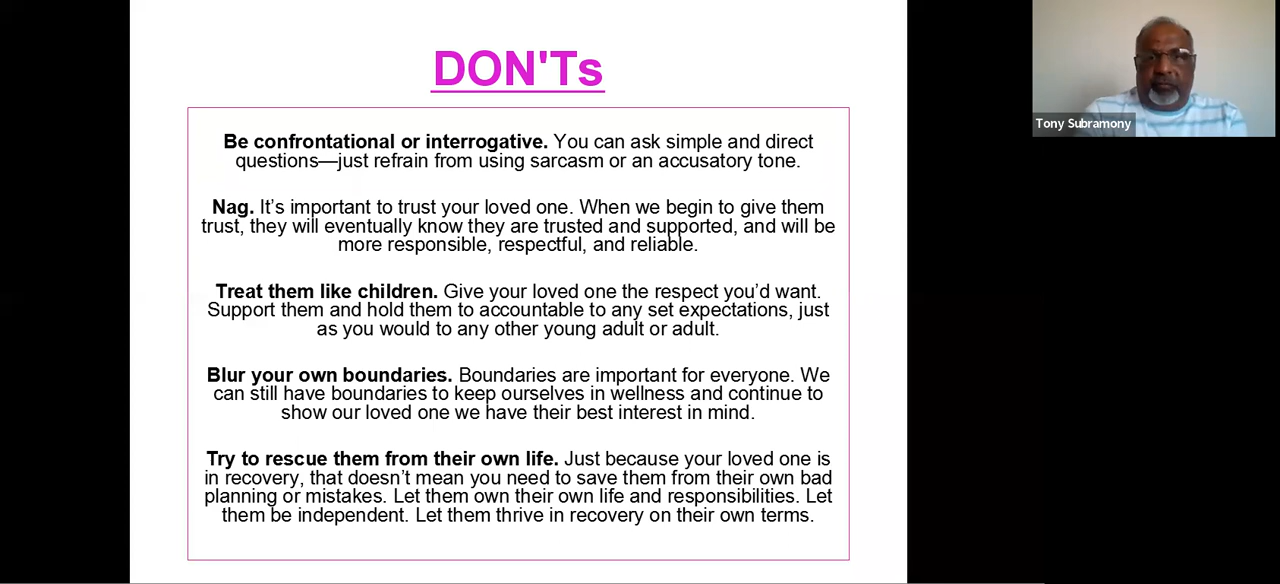 DON'Ts
Be confrontational or interrogative. You can ask simple and direct
questions—just refrain from using sarcasm or an accusatory tone.
Nag. It’s important to trust your loved one. When we begin to give them
trust, they will eventually know they are trusted and supported, and will be
more responsible, respectful, and reliable.
Treat them like children. Give your loved one the respect you’d want.
Support them and hold them to accountable to any set expectations, just
as you would to any other young adult or adult.
Blur your own boundaries. Boundaries are important for everyone. We
can still have boundaries to keep ourselves in wellness and continue to
show our loved one we have their best interest in mind.
Try to rescue them from their own life. Just because your loved one is
in recovery, that doesn’t mean you need to save them from their own bad
planning or mistakes. Let them own their own life and responsibilities. Let
them be independent. Let them thrive in recovery on their own terms.
Tony Subramony